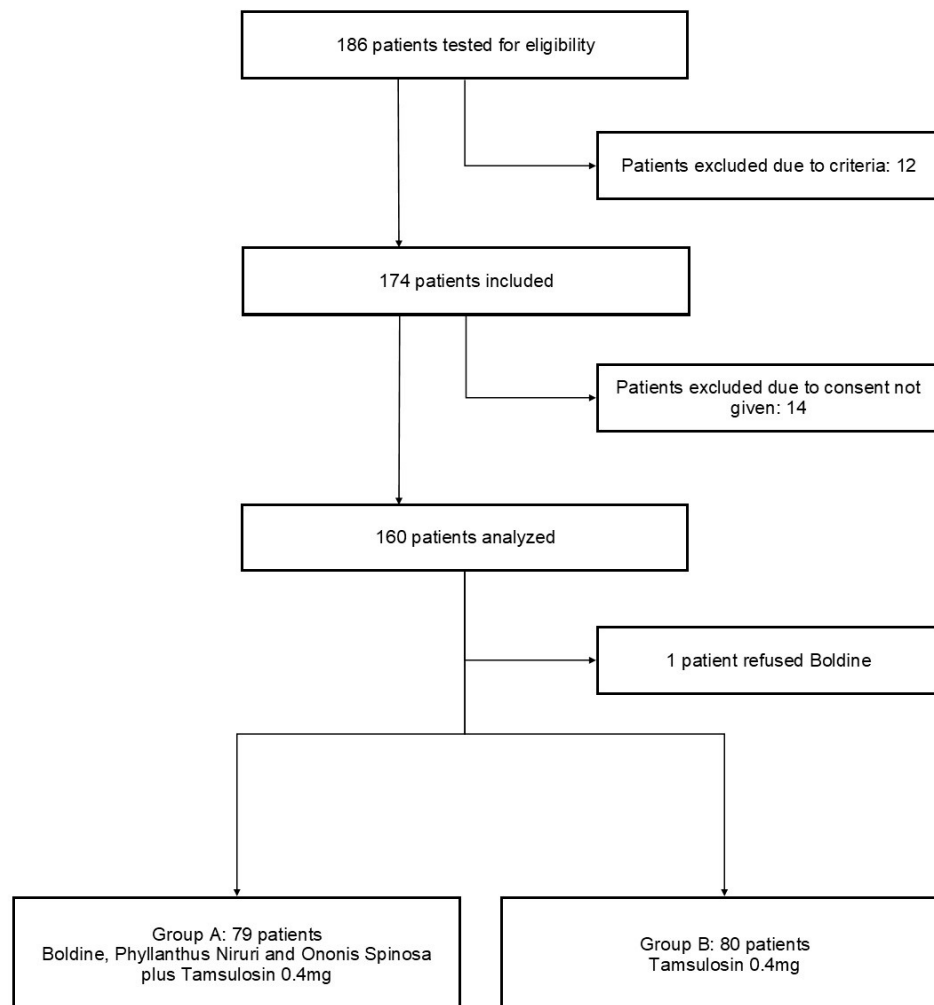 186 patients tested for eligibility
Patients excluded due to criteria: 12
174 patients included
Patients excluded due to consent not
given: 14
160 patients analyzed
1 patient refused Boldine
Group A: 79 patients
Boldine, Phyllanthus Niruri and Ononis Spinosa
plus Tamsulosin 0.4mg
Group B: 80 patients
Tamsulosin 0.4mg